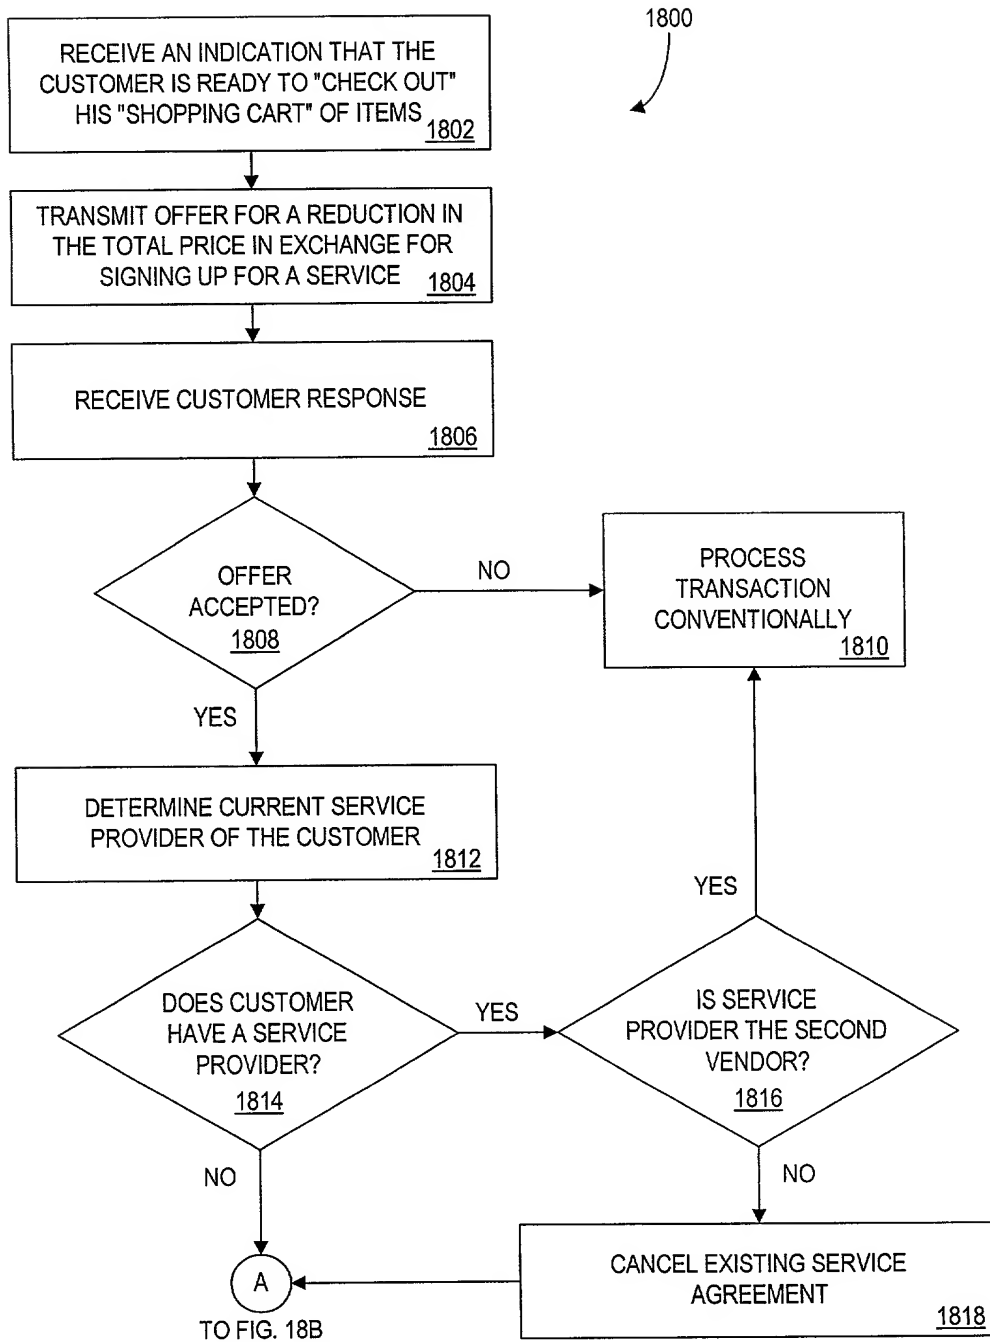 1800
RECEIVE AN INDICATION THAT THE
CUSTOMER IS READY TO "CHECK OUT"
HIS "SHOPPING CART" OF ITEMS
1802
TRANSMIT OFFER FOR A REDUCTION IN
THE TOTAL PRICE IN EXCHANGE FOR
SIGNING UP FOR A SERVICE
1804
RECEIVE CUSTOMER RESPONSE
1806
OFFER
ACCEPTED?
1808
NO
PROCESS
TRANSACTION
CONVENTIONALLY
1810
YES
DETERMINE CURRENT SERVICE
PROVIDER OF THE CUSTOMER
1812
YES
DOES CUSTOMER
HAVE A SERVICE
PROVIDER?
1814
YES
IS SERVICE
PROVIDER THE SECOND
VENDOR?
1816
NO
NO
CANCEL EXISTING SERVICE
AGREEMENT
1818
A
TO FIG. 18B